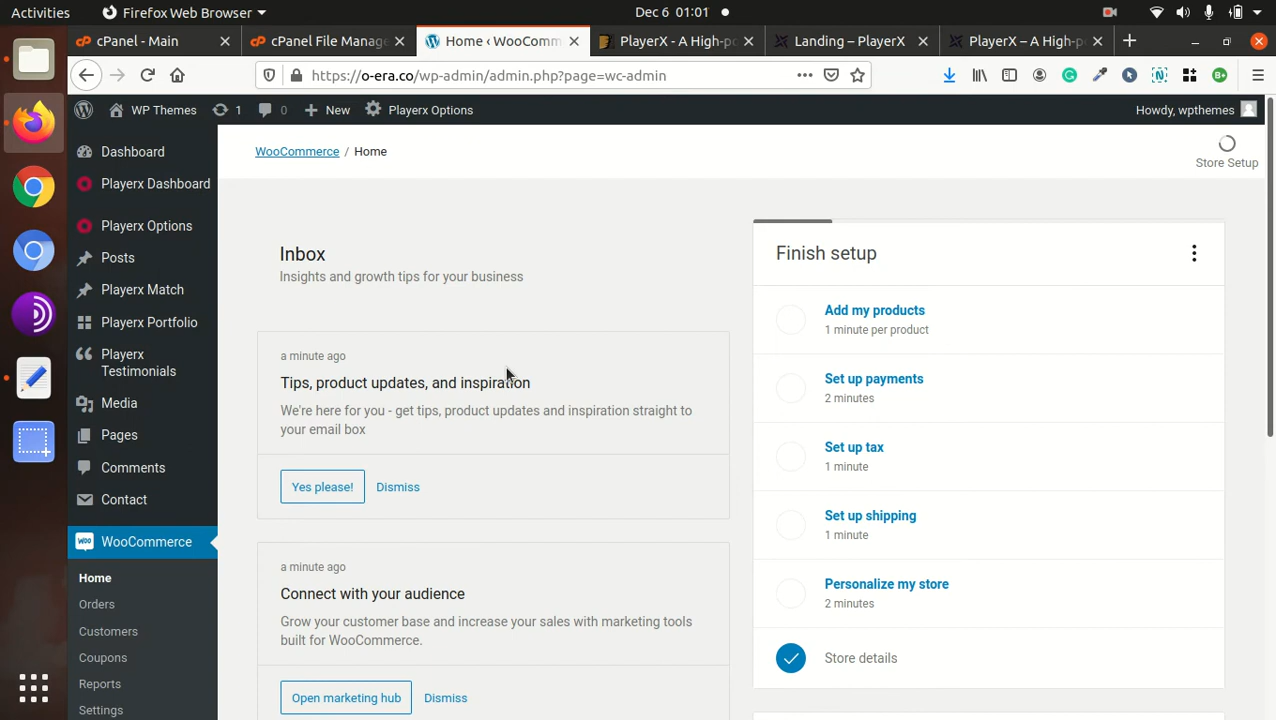 Activities
Firefox Web Browser
Dec 6 01:01
cPanel - Main
cPanel File Manage
Home ‹ WooComm
PlayerX - A High-p
Landing – PlayerX
PlayerX – A High-p
https://o-era.co/wp-admin/admin.php?page=wc-admin
WP Themes
1
0
New
Playerx Options
Howdy, wpthemes
Dashboard
Playerx Dashboard
Playerx Options
Posts
Playerx Match
Playerx Portfolio
Playerx
Testimonials
Media
Pages
Comments
Contact
WooCommerce
Home
Orders
Customers
Coupons
Reports
Settings
WooCommerce / Home
Store Setup
Inbox
Insights and growth tips for your business
a minute ago
Tips, product updates, and inspiration
We're here for you - get tips, product updates and inspiration straight to
your email box
Yes please!
Dismiss
a minute ago
Connect with your audience
Grow your customer base and increase your sales with marketing tools
built for WooCommerce.
Open marketing hub
Dismiss
Finish setup
Add my products
1 minute per product
Set up payments
2 minutes
Set up tax
1 minute
Set up shipping
1 minute
Personalize my store
2 minutes
Store details